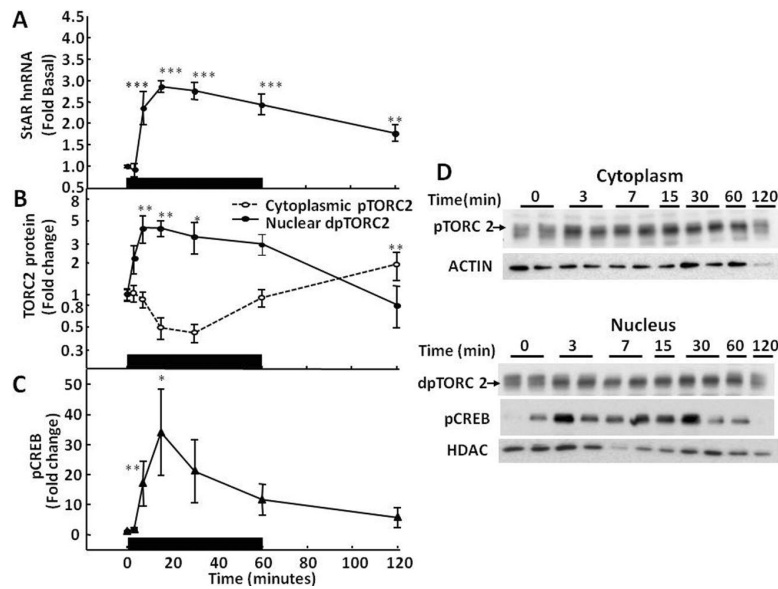 A
StAR hnRNA
(Fold Basal)
4.5
4.0
3.5
3.0
2.5
2.0
1.5
1.0
0.5
***
***
***
***
**
B
TORC2 protein
(Fold change)
8
5
3
2
1
0.8
0.5
0.3
Cytoplasmic pTORC2
Nuclear dpTORC2
**
**
*
**
C
pCREB
(Fold change)
50
40
30
20
10
0
**
*
0 20 40 60 80 100 120
Time (minutes)
D
Cytoplasm
Time(min) 0 3 7 15 30 60 120
pTORC 2
ACTIN
Nucleus
Time (min) 0 3 7 15 30 60 120
dpTORC 2
pCREB
HDAC